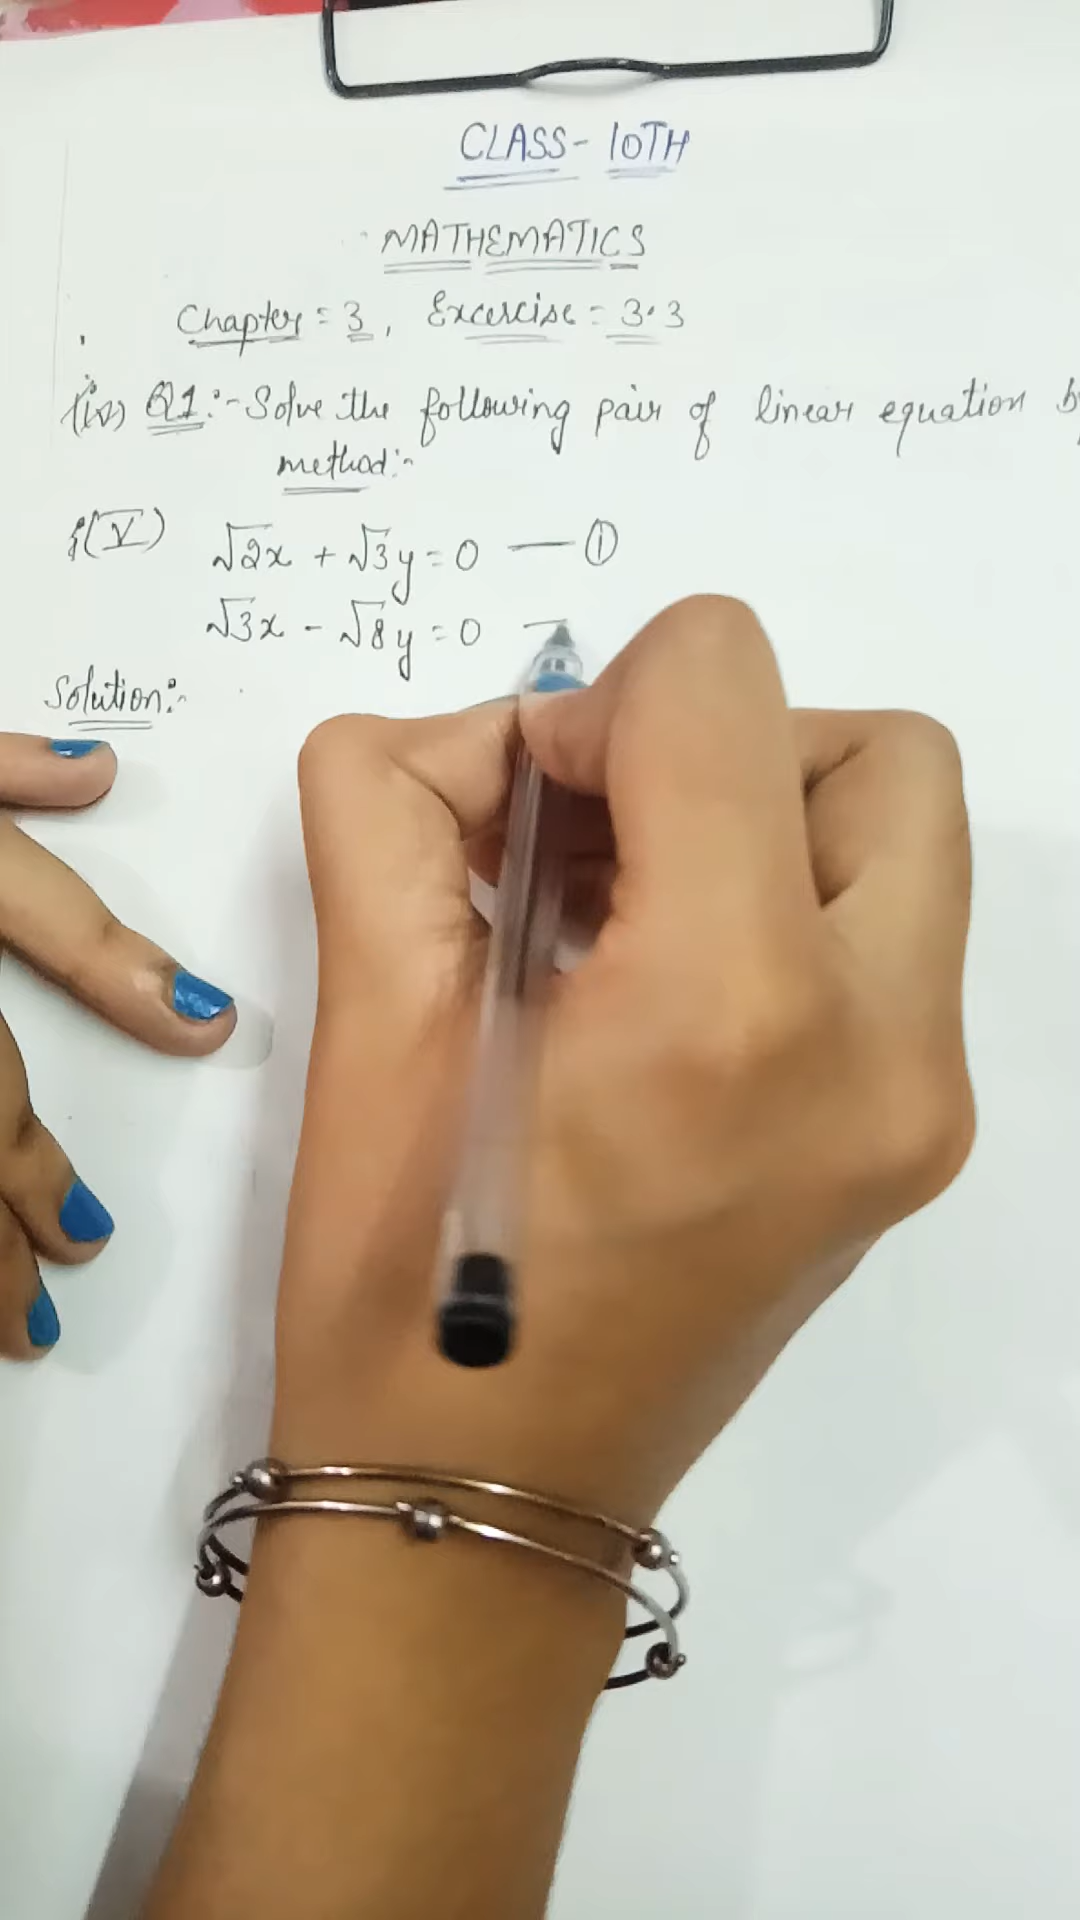 CLASS- 10TH
MATHEMATICS
Chapter = 3, Excercise = 3.3
(iv) Q1:- Solve the following pair of linear equation
method:-
(V) √2x + √3y = 0 — ①
√3x - √8y = 0 —
Solution:-